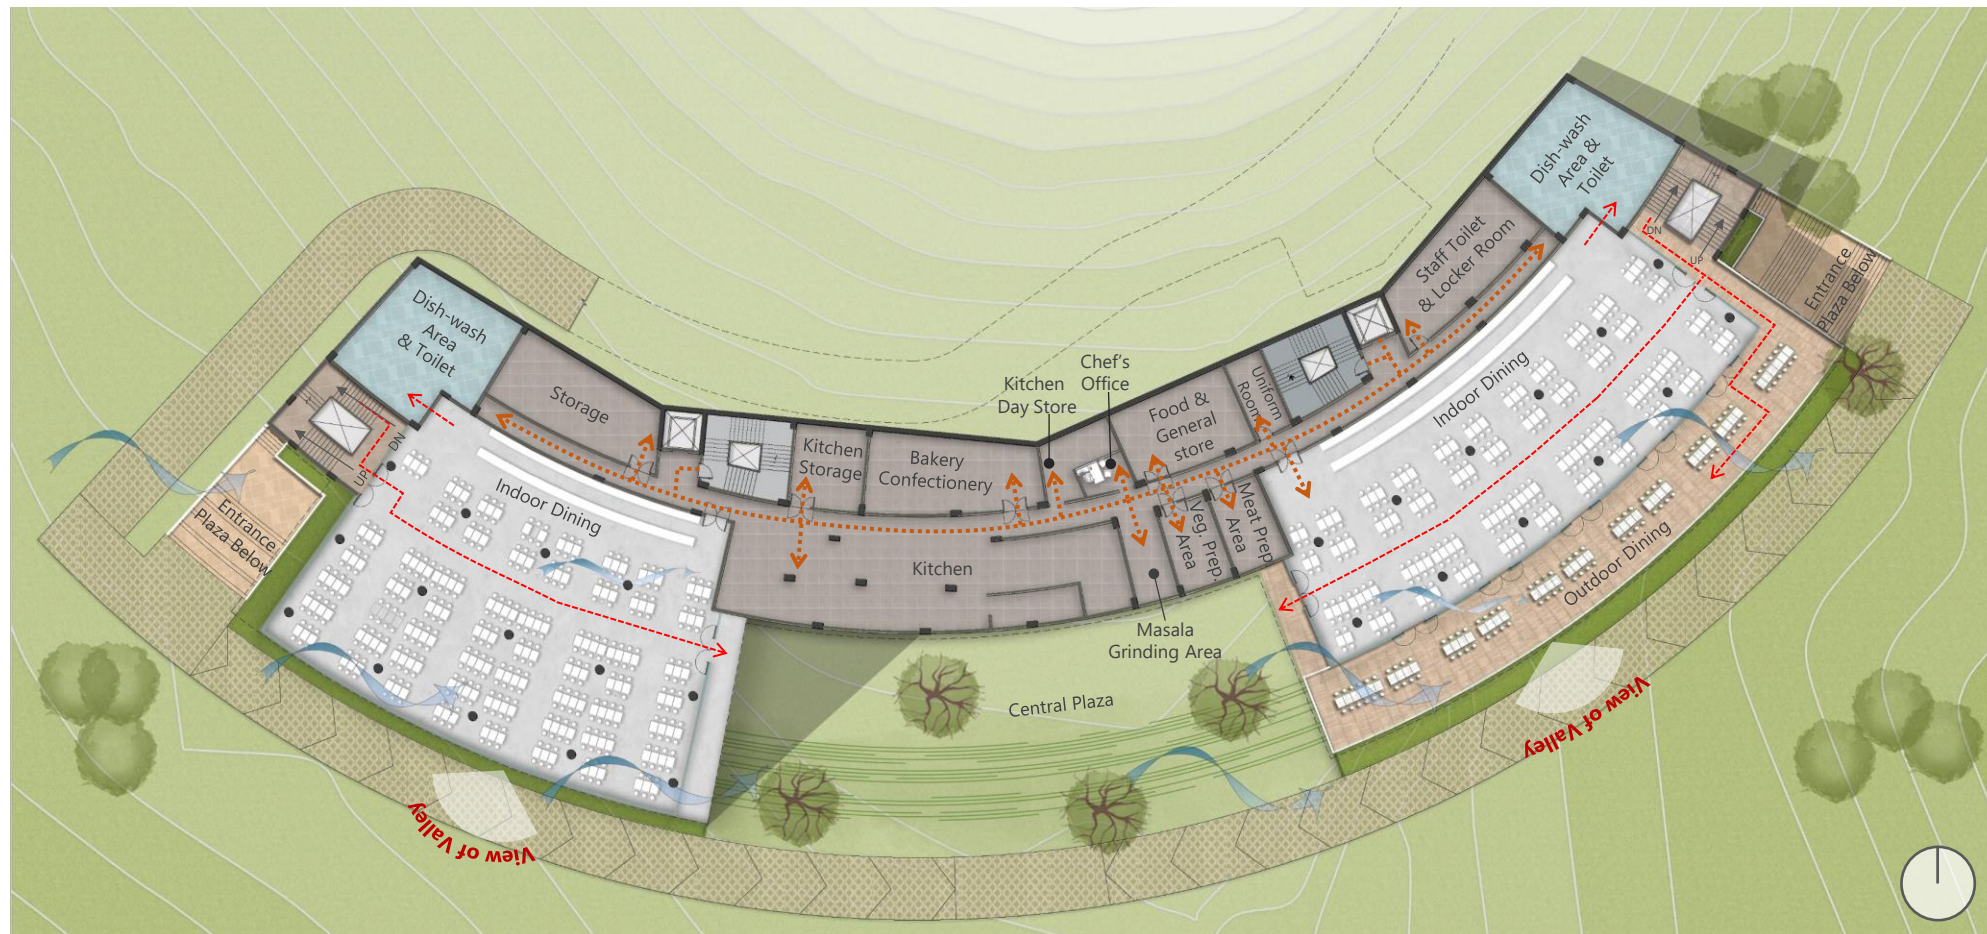 Dish-wash
Area
& Toilet
Storage
DN
UP
Entrance
Plaza Below
Indoor Dining
Kitchen
Storage
Bakery
Confectionery
Kitchen
Day Store
Chef's
Office
Food &
General
store
Uniform
Room
Staff Toilet
& Locker Room
Dish-wash
Area &
Toilet
DN
UP
Entrance
Plaza Below
Indoor Dining
Outdoor Dining
Kitchen
Veg. Prep.
Area
Meat Prep
Area
Masala
Grinding Area
Central Plaza
View of Valley
View of Valley